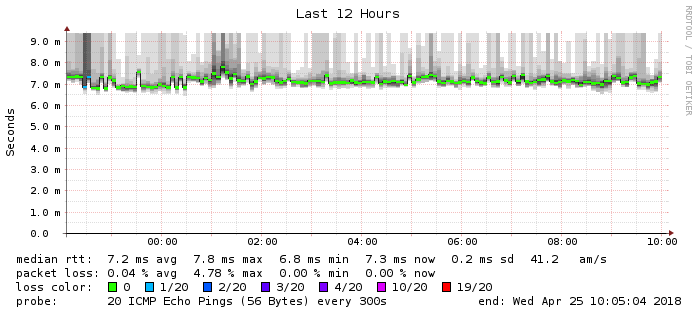 Last 12 Hours
RRDTOOL / TOBI OETIKER
Seconds
9.0 m
8.0 m
7.0 m
6.0 m
5.0 m
4.0 m
3.0 m
2.0 m
1.0 m
0.0
00:00 02:00 04:00 06:00 08:00 10:00
median rtt: 7.2 ms avg 7.8 ms max 6.8 ms min 7.3 ms now 0.2 ms sd 41.2 am/s
packet loss: 0.04 % avg 4.78 % max 0.00 % min 0.00 % now
loss color: 0 1/20 2/20 3/20 4/20 10/20 19/20
probe: 20 ICMP Echo Pings (56 Bytes) every 300s end: Wed Apr 25 10:05:04 2018